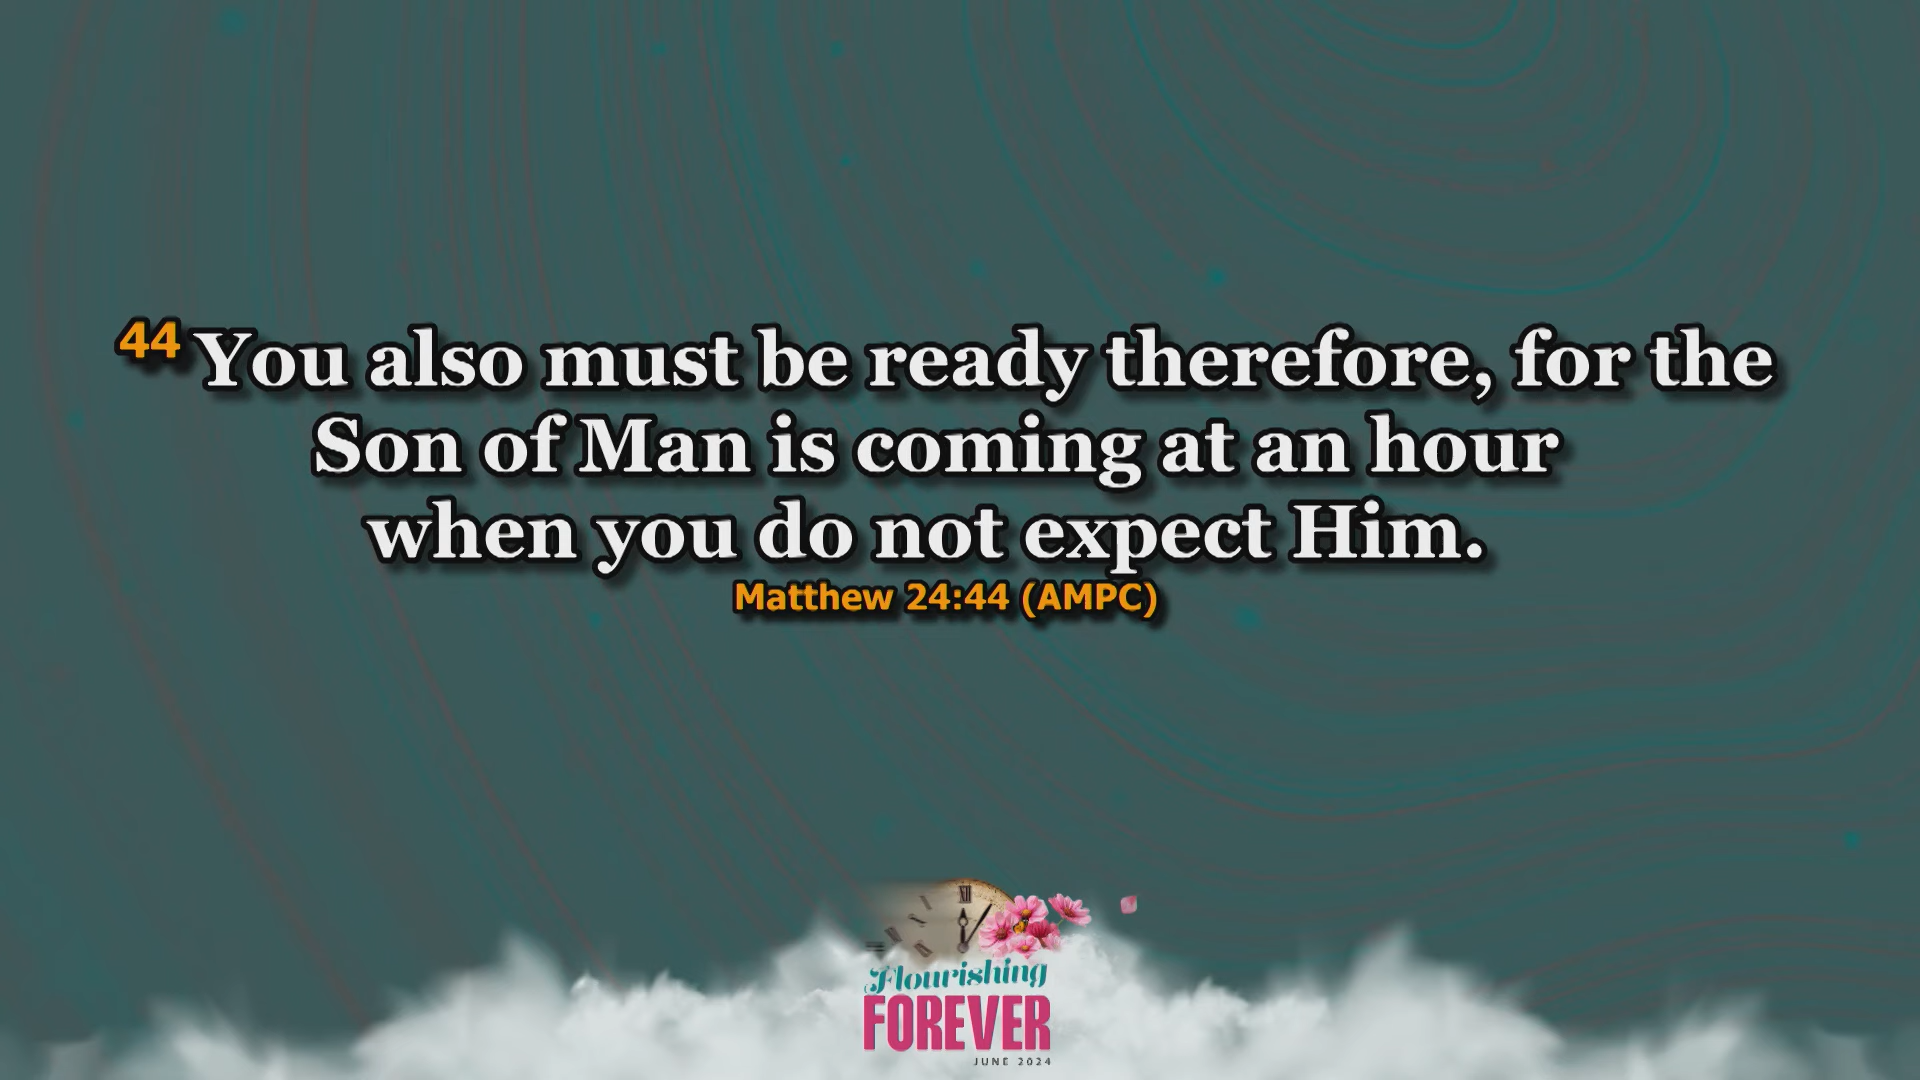 44 You also must be ready therefore, for the
Son of Man is coming at an hour
when you do not expect Him.
Matthew 24:44 (AMPC)
XII
Flourishing
FOREVER
JUNE 2024